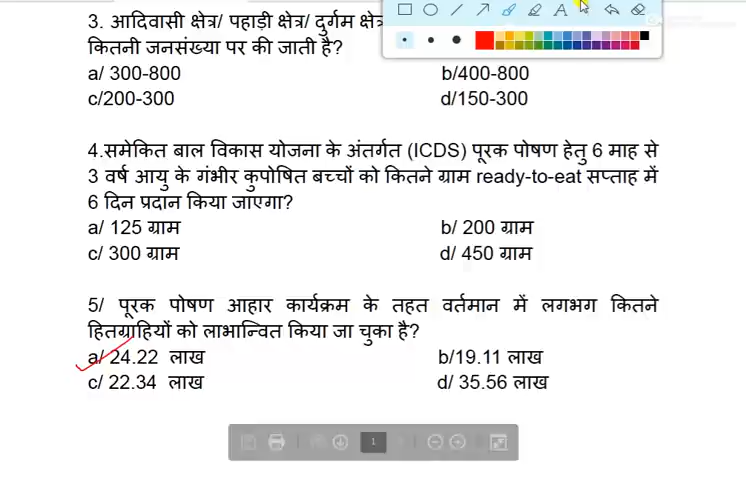 3. आदिवासी क्षेत्र/ पहाड़ी क्षेत्र/ दुर्गम
कितनी जनसंख्या पर की जाती है?
a/ 300-800 b/400-800
c/200-300 d/150-300
4.समेकित बाल विकास योजना के अंतर्गत (ICDS) पूरक पोषण हेतु 6 माह से
3 वर्ष आयु के गंभीर कुपोषित बच्चों को कितने ग्राम ready-to-eat सप्ताह में
6 दिन प्रदान किया जाएगा?
a/ 125 ग्राम b/ 200 ग्राम
c/ 300 ग्राम d/ 450 ग्राम
5/ पूरक पोषण आहार कार्यक्रम के तहत वर्तमान में लगभग कितने
हितग्राहियों को लाभान्वित किया जा चुका है?
a/ 24.22 लाख b/19.11 लाख
c/ 22.34 लाख d/ 35.56 लाख
1